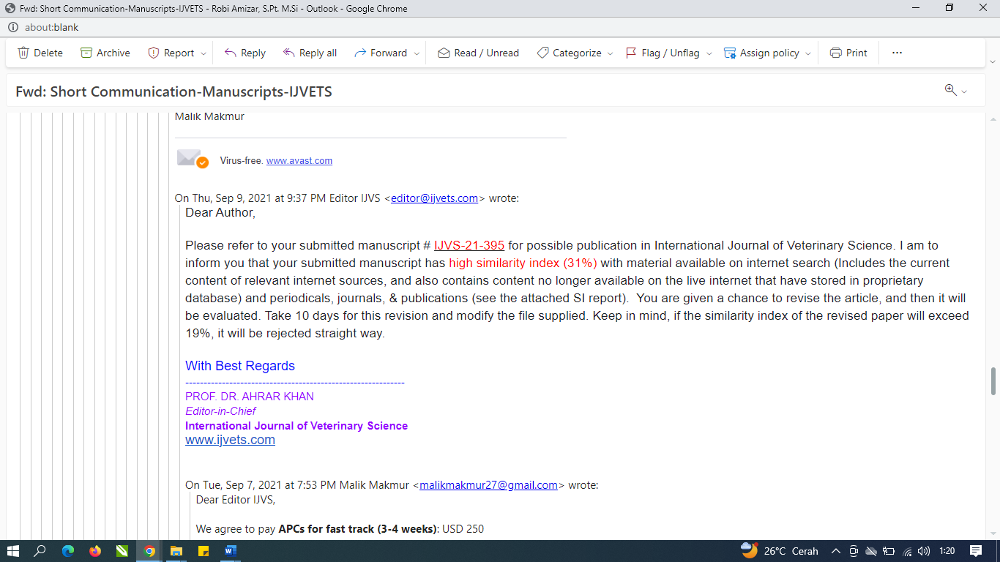 Fwd: Short Communication-Manuscripts-IJVETS - Robi Amizar, S.Pt. M.Si - Outlook - Google Chrome
about:blank
Delete Archive Report Reply Reply all Forward Read / Unread Categorize Flag / Unflag Assign policy Print ...
Fwd: Short Communication-Manuscripts-IJVETS
Malik Makmur
Virus-free. www.avast.com
On Thu, Sep 9, 2021 at 9:37 PM Editor IJVS <editor@ijvets.com> wrote:
Dear Author,
Please refer to your submitted manuscript # IJVS-21-395 for possible publication in International Journal of Veterinary Science. I am to
inform you that your submitted manuscript has high similarity index (31%) with material available on internet search (Includes the current
content of relevant internet sources, and also contains content no longer available on the live internet that have stored in proprietary
database) and periodicals, journals, & publications (see the attached SI report).  You are given a chance to revise the article, and then it will
be evaluated. Take 10 days for this revision and modify the file supplied. Keep in mind, if the similarity index of the revised paper will exceed
19%, it will be rejected straight way.
With Best Regards
------------------------------------------------------------
PROF. DR. AHRAR KHAN
Editor-in-Chief
International Journal of Veterinary Science
www.ijvets.com
On Tue, Sep 7, 2021 at 7:53 PM Malik Makmur <malikmakmur27@gmail.com> wrote:
Dear Editor IJVS,
We agree to pay APCs for fast track (3-4 weeks): USD 250
26°C Cerah 1:20